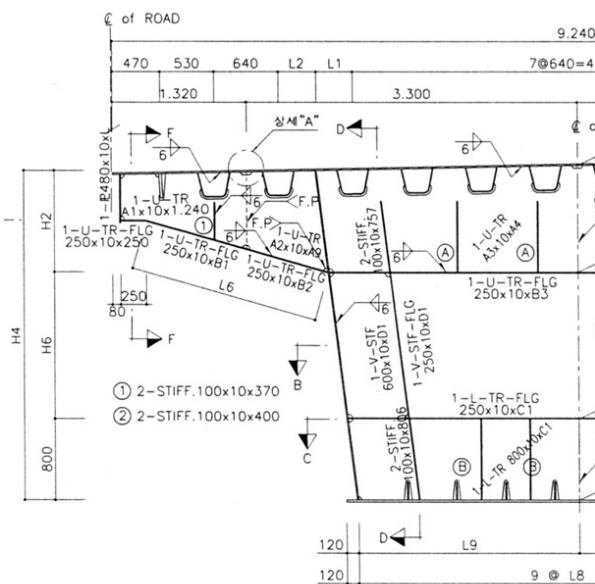 ℄ of ROAD
9.240
470 530 640 L2 L1 7@640=4
1.320 3.300
상세"A" D
F
6 6
1-U-TR
A1x10x1.240
1-U-TR-FLG
250x10x250
1-U-TR-FLG
250x10xB1
1-U-TR-FLG
250x10xB2
F.P
F.P
6
1-U-TR
A2x10xA9
2-STIFF
100x10x757
6
A
1-U-TR
A3x10xA4
A
1-U-TR-FLG
250x10xB3
H2
H4
H6
800
250
80
L6
F
6
1-V-STF
600x10xD1
1-V-STF-FLG
250x10xD1
B
① 2-STIFF.100x10x370
② 2-STIFF.100x10x400
①
1-L-TR-FLG
250x10xC1
C
2-STIFF
100x10x806
B
1-L-TR 800x10xC1
B
D
120 L9
120 9 @ L8